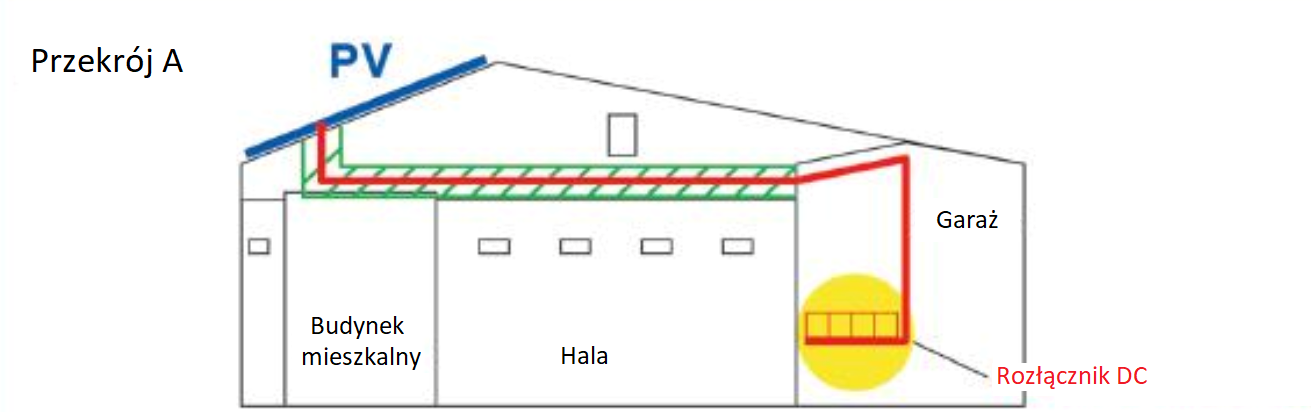 Przekrój A
PV
Garaż
Budynek
mieszkalny
Hala
Rozłącznik DC